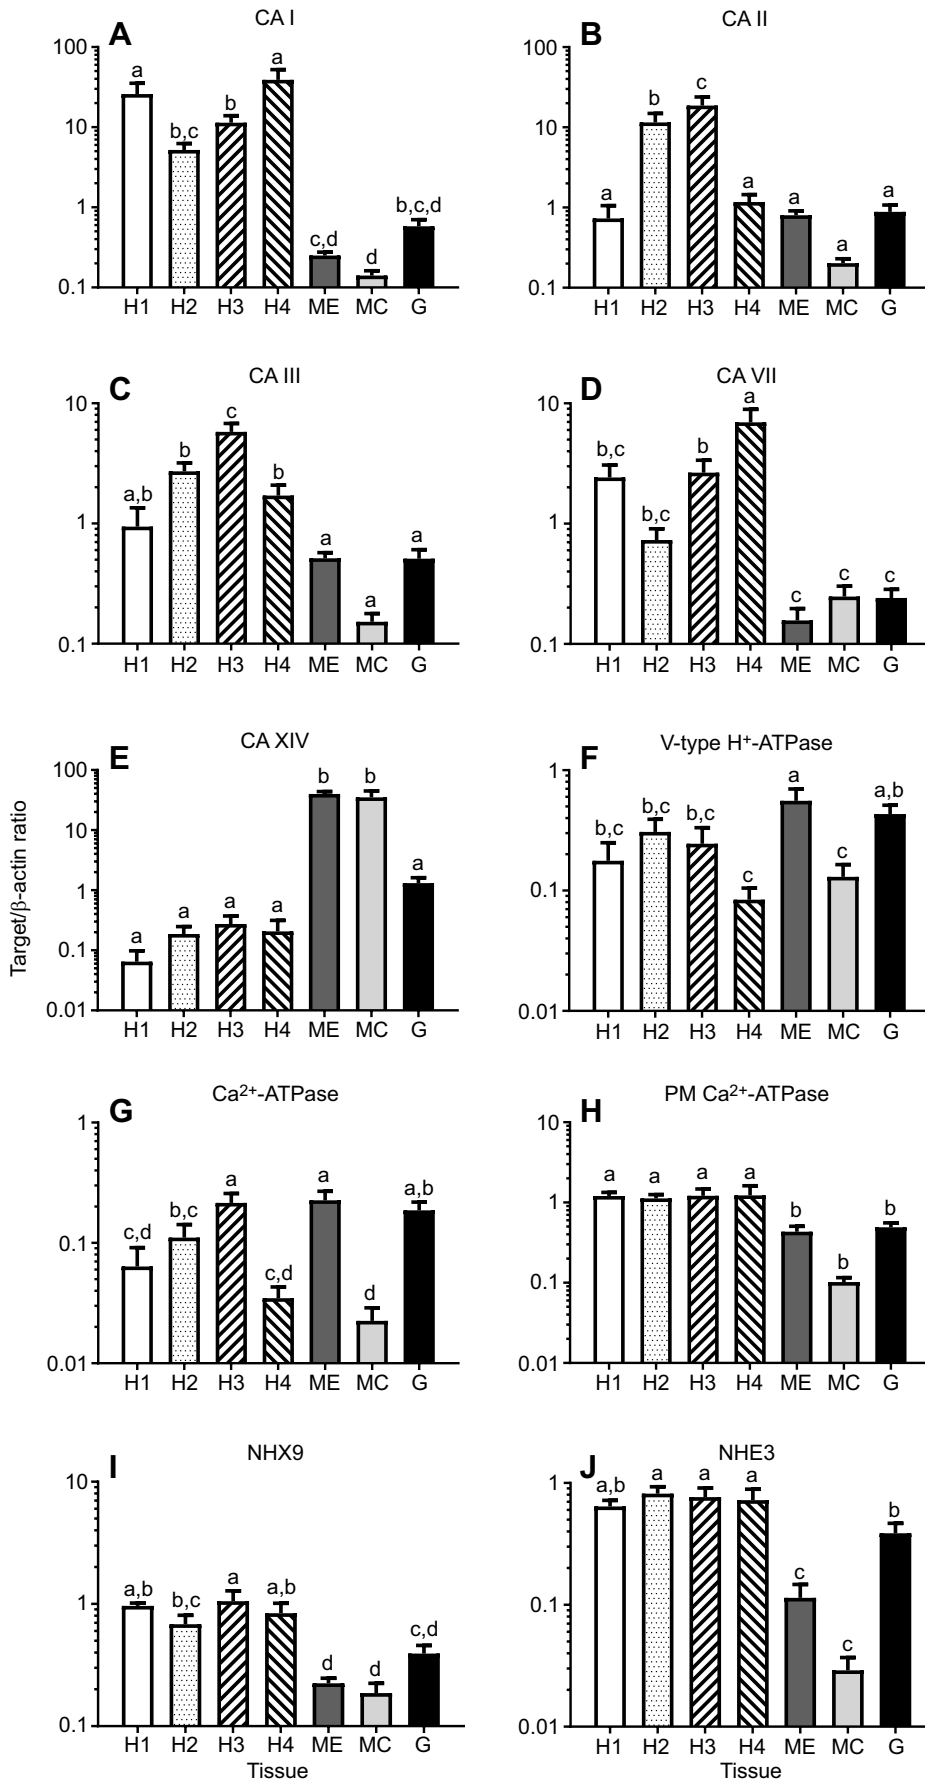 A
CA I
100
10
1
0.1
a
b,c
b
a
c,d
d
b,c,d
H1 H2 H3 H4 ME MC G
B
CA II
100
10
1
0.1
a
b
c
a
a
a
a
H1 H2 H3 H4 ME MC G
C
CA III
10
1
0.1
a,b
b
c
b
a
a
a
H1 H2 H3 H4 ME MC G
D
CA VII
10
1
0.1
b,c
b,c
b
a
c
c
c
H1 H2 H3 H4 ME MC G
Target/β-actin ratio
E
CA XIV
100
10
1
0.1
0.01
a
a
a
a
b
b
a
H1 H2 H3 H4 ME MC G
F
V-type H⁺-ATPase
1
0.1
0.01
b,c
b,c
b,c
c
a
c
a,b
H1 H2 H3 H4 ME MC G
G
Ca²⁺-ATPase
1
0.1
0.01
c,d
b,c
a
c,d
a
d
a,b
H1 H2 H3 H4 ME MC G
H
PM Ca²⁺-ATPase
10
1
0.1
0.01
a
a
a
a
b
b
b
H1 H2 H3 H4 ME MC G
I
NHX9
10
1
0.1
a,b
b,c
a
a,b
d
d
c,d
H1 H2 H3 H4 ME MC G
Tissue
J
NHE3
1
0.1
0.01
a,b
a
a
a
c
c
b
H1 H2 H3 H4 ME MC G
Tissue